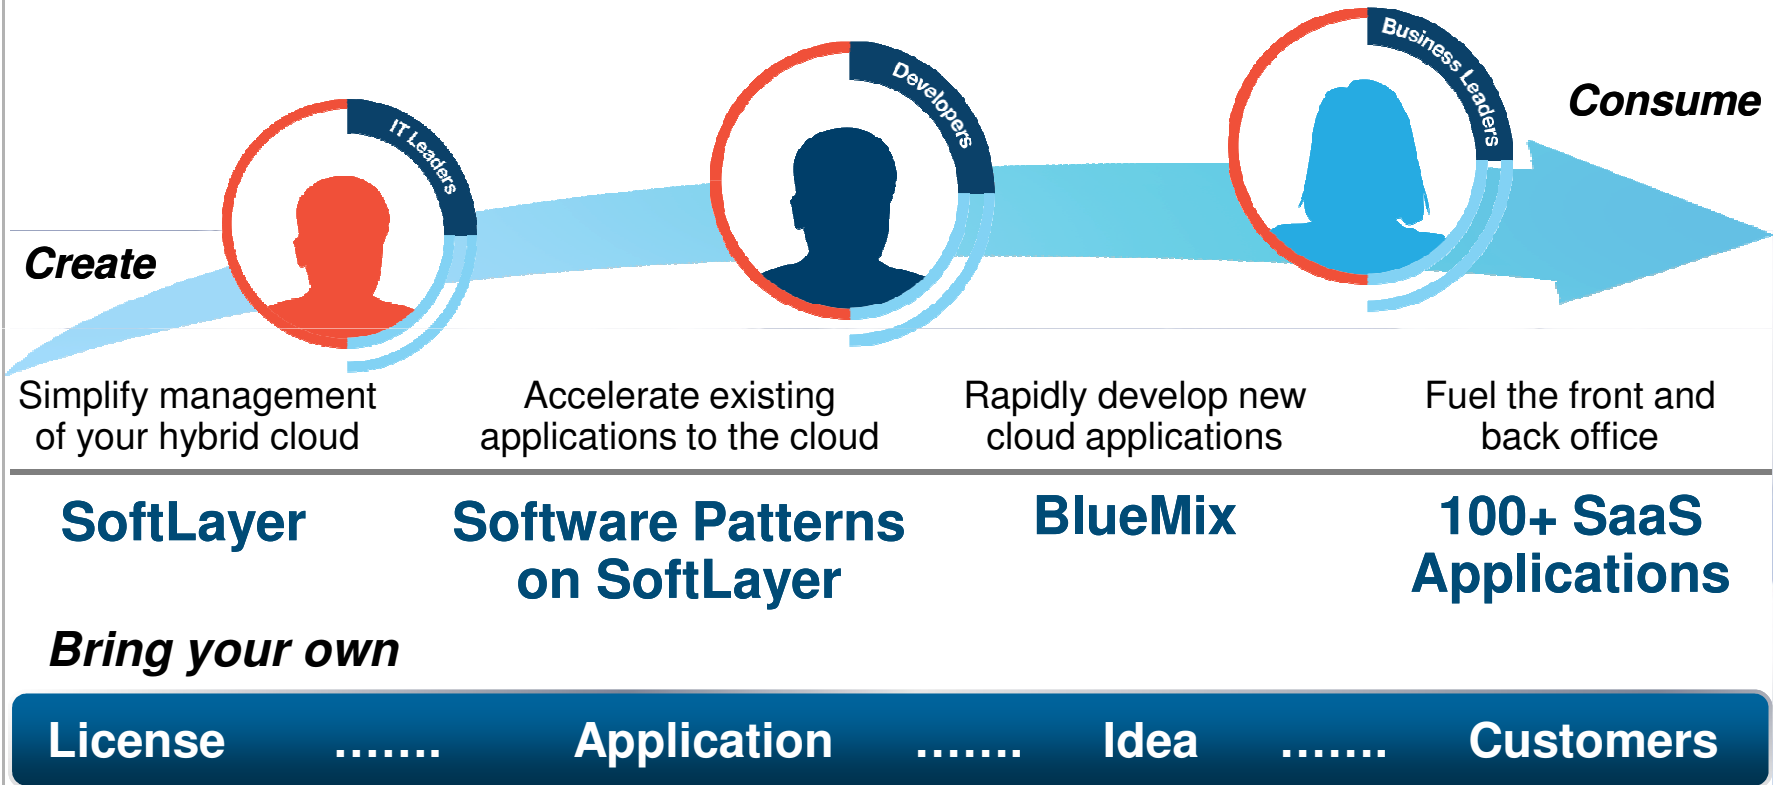 Business Leaders
Developers
Consume
IT Leaders
Create
Simplify management
of your hybrid cloud
Accelerate existing
applications to the cloud
Rapidly develop new
cloud applications
Fuel the front and
back office
SoftLayer
Software Patterns
on SoftLayer
BlueMix
100+ SaaS
Applications
Bring your own
License ....... Application ....... Idea ....... Customers